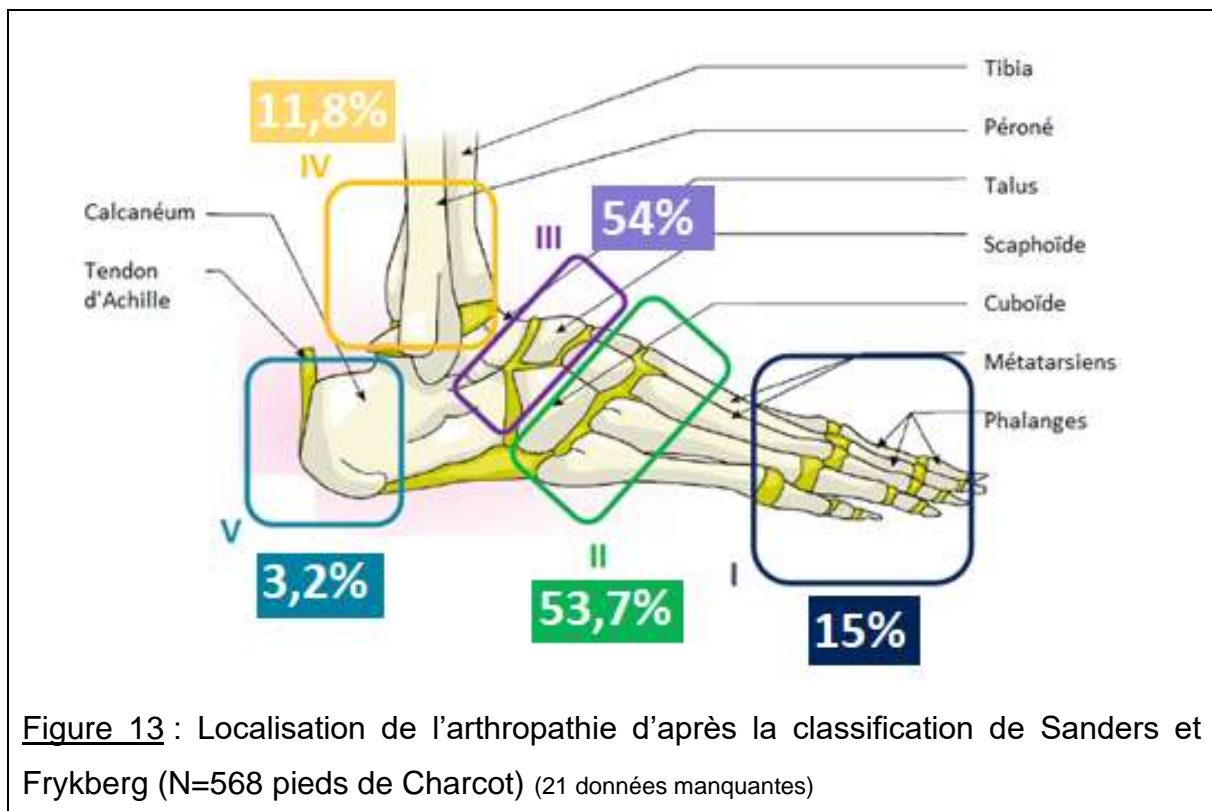 11,8%
IV
Calcanéum
Tendon
d'Achille
III
54%
Tibia
Péroné
Talus
Scaphoïde
Cuboïde
Métatarsiens
Phalanges
V
3,2%
II
53,7%
I
15%
Figure 13 : Localisation de l’arthropathie d’après la classification de Sanders et
Frykberg (N=568 pieds de Charcot) (21 données manquantes)